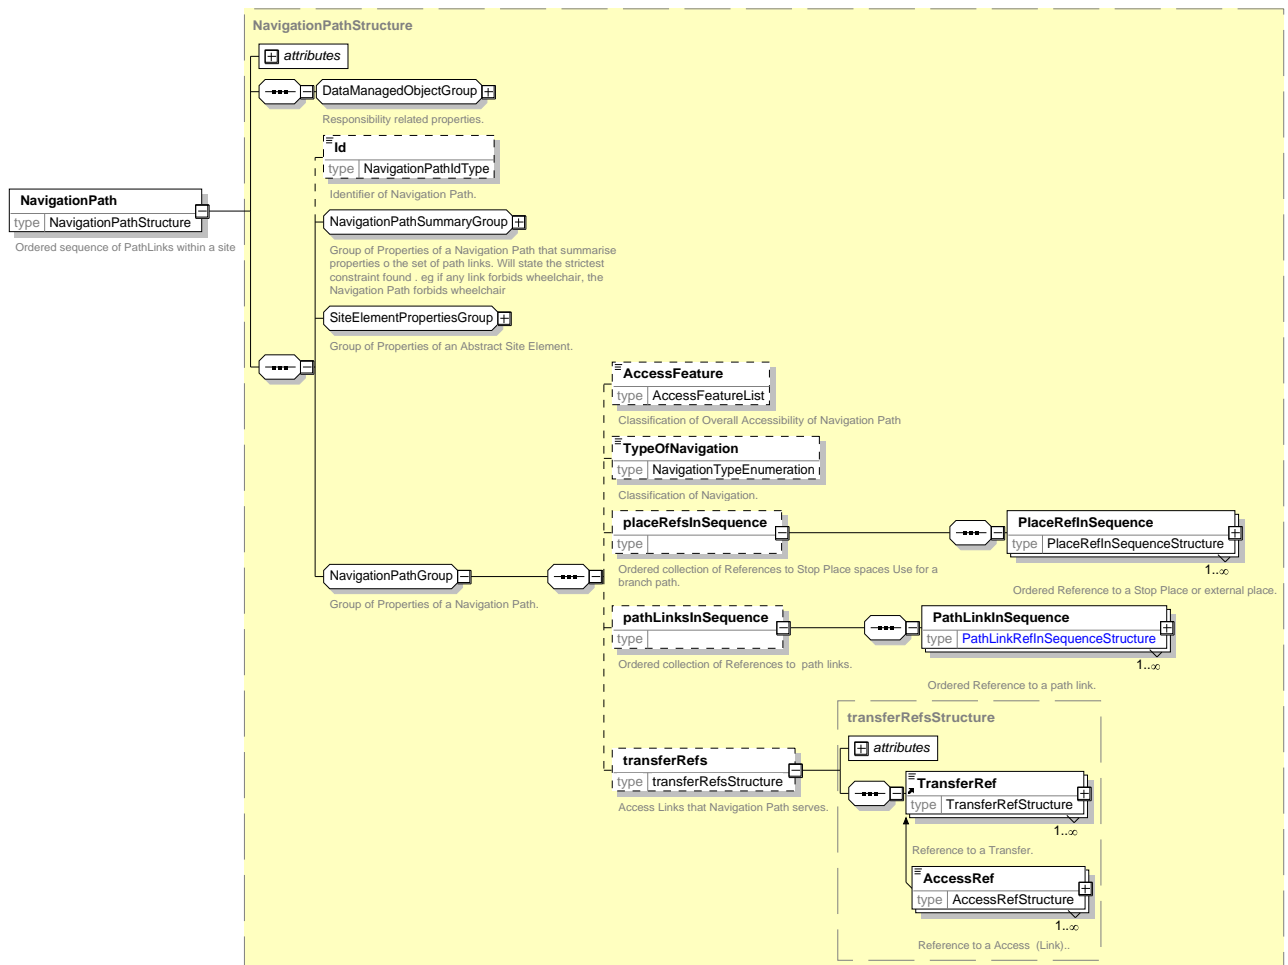 NavigationPathStructure
attributes
DataManagedObjectGroup
Responsibility related properties.
Id
type NavigationPathIdType
Identifier of Navigation Path.
NavigationPath
type NavigationPathStructure
Ordered sequence of PathLinks within a site
NavigationPathSummaryGroup
Group of Properties of a Navigation Path that summarise
properties o the set of path links. Will state the strictest
constraint found . eg if any link forbids wheelchair, the
Navigation Path forbids wheelchair
SiteElementPropertiesGroup
Group of Properties of an Abstract Site Element.
AccessFeature
type AccessFeatureList
Classification of Overall Accessibility of Navigation Path
TypeOfNavigation
type NavigationTypeEnumeration
Classification of Navigation.
placeRefsInSequence
type
Ordered collection of References to Stop Place spaces Use for a
branch path.
PlaceRefInSequence
type PlaceRefInSequenceStructure
1..∞
Ordered Reference to a Stop Place or external place.
NavigationPathGroup
Group of Properties of a Navigation Path.
pathLinksInSequence
type
Ordered collection of References to  path links.
PathLinkInSequence
type PathLinkRefInSequenceStructure
1..∞
Ordered Reference to a path link.
transferRefsStructure
attributes
transferRefs
type transferRefsStructure
Access Links that Navigation Path serves.
TransferRef
type TransferRefStructure
1..∞
Reference to a Transfer.
AccessRef
type AccessRefStructure
1..∞
Reference to a Access  (Link)..